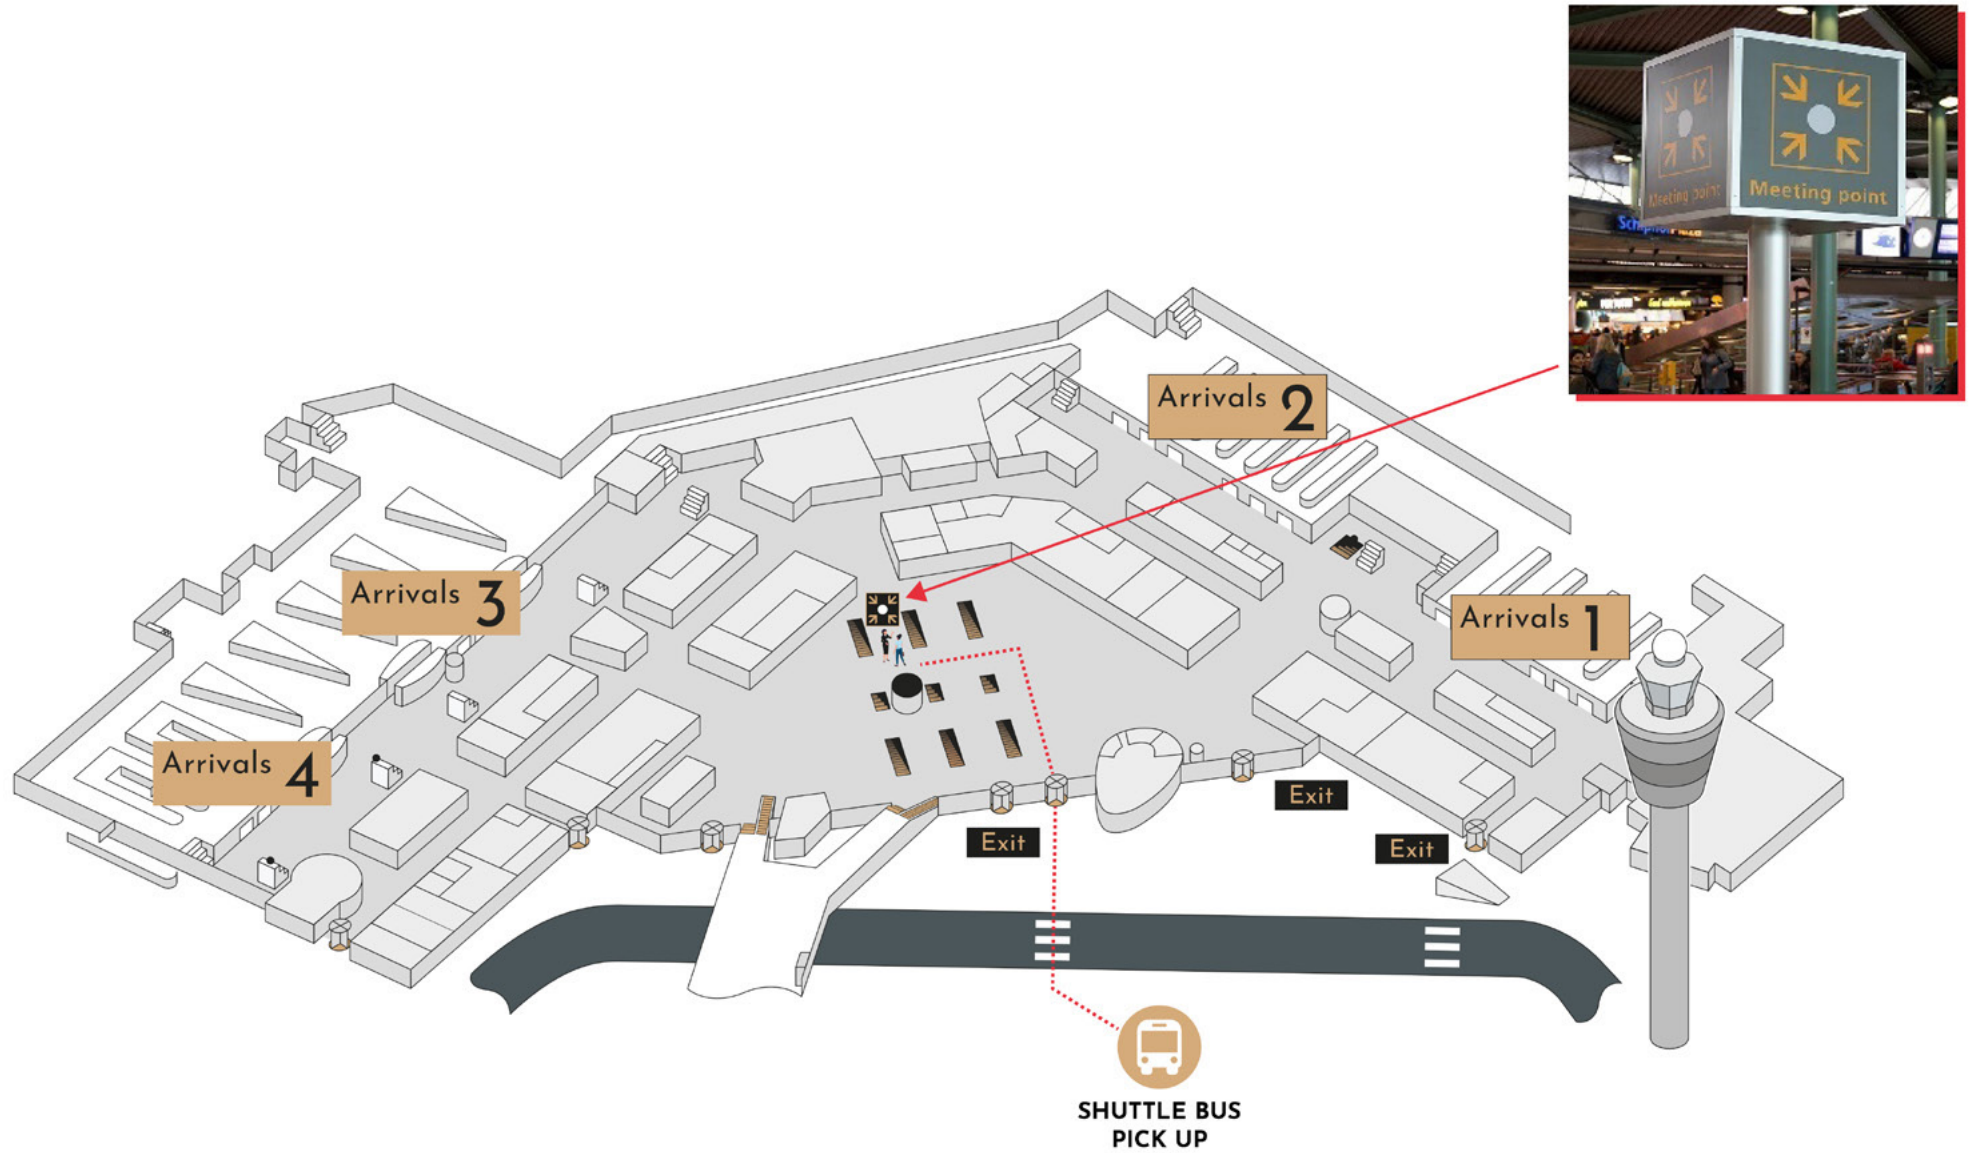 Meeting point
Meeting point
Arrivals 2
Arrivals 3
Arrivals 1
Arrivals 4
Exit
Exit
Exit
SHUTTLE BUS
PICK UP